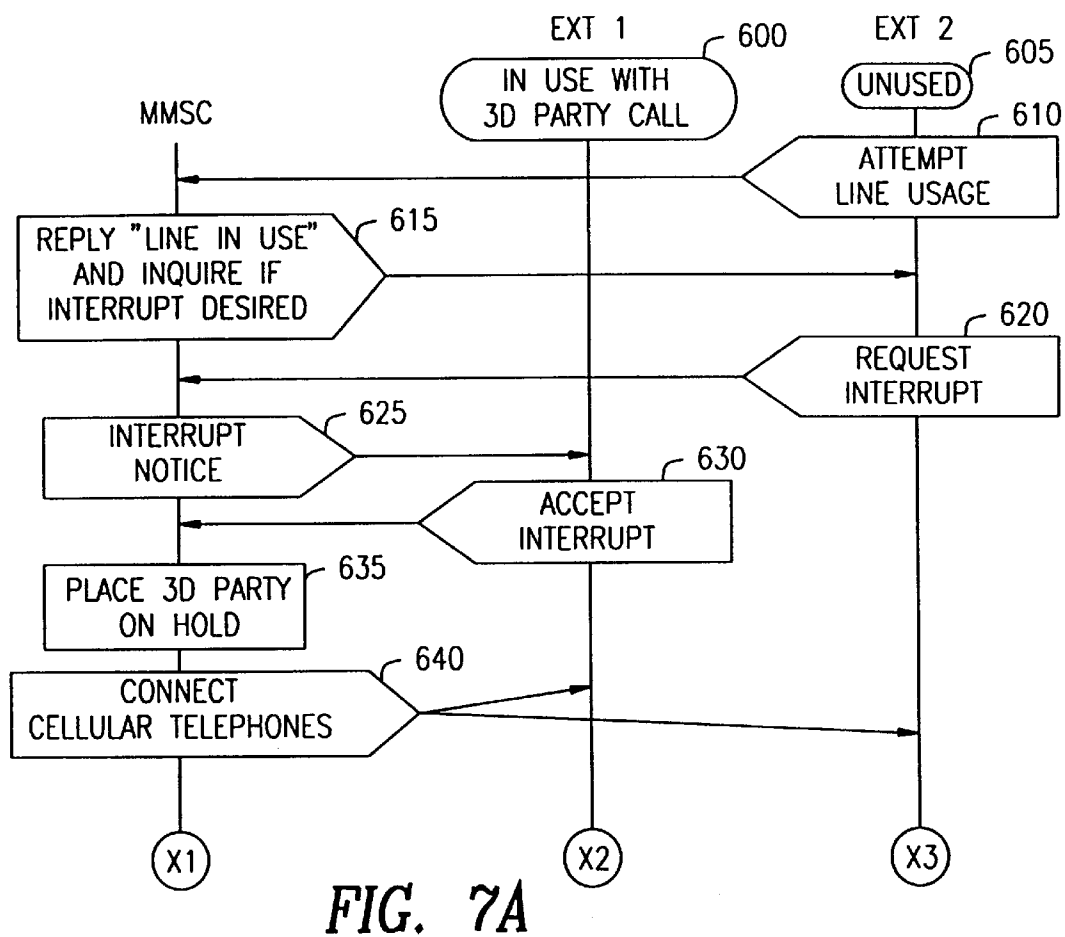 EXT 1
EXT 2
600
IN USE WITH
3D PARTY CALL
605
UNUSED
MMSC
610
ATTEMPT
LINE USAGE
615
REPLY "LINE IN USE"
AND INQUIRE IF
INTERRUPT DESIRED
620
REQUEST
INTERRUPT
625
INTERRUPT
NOTICE
630
ACCEPT
INTERRUPT
635
PLACE 3D PARTY
ON HOLD
640
CONNECT
CELLULAR TELEPHONES
X1
X2
X3
FIG. 7A